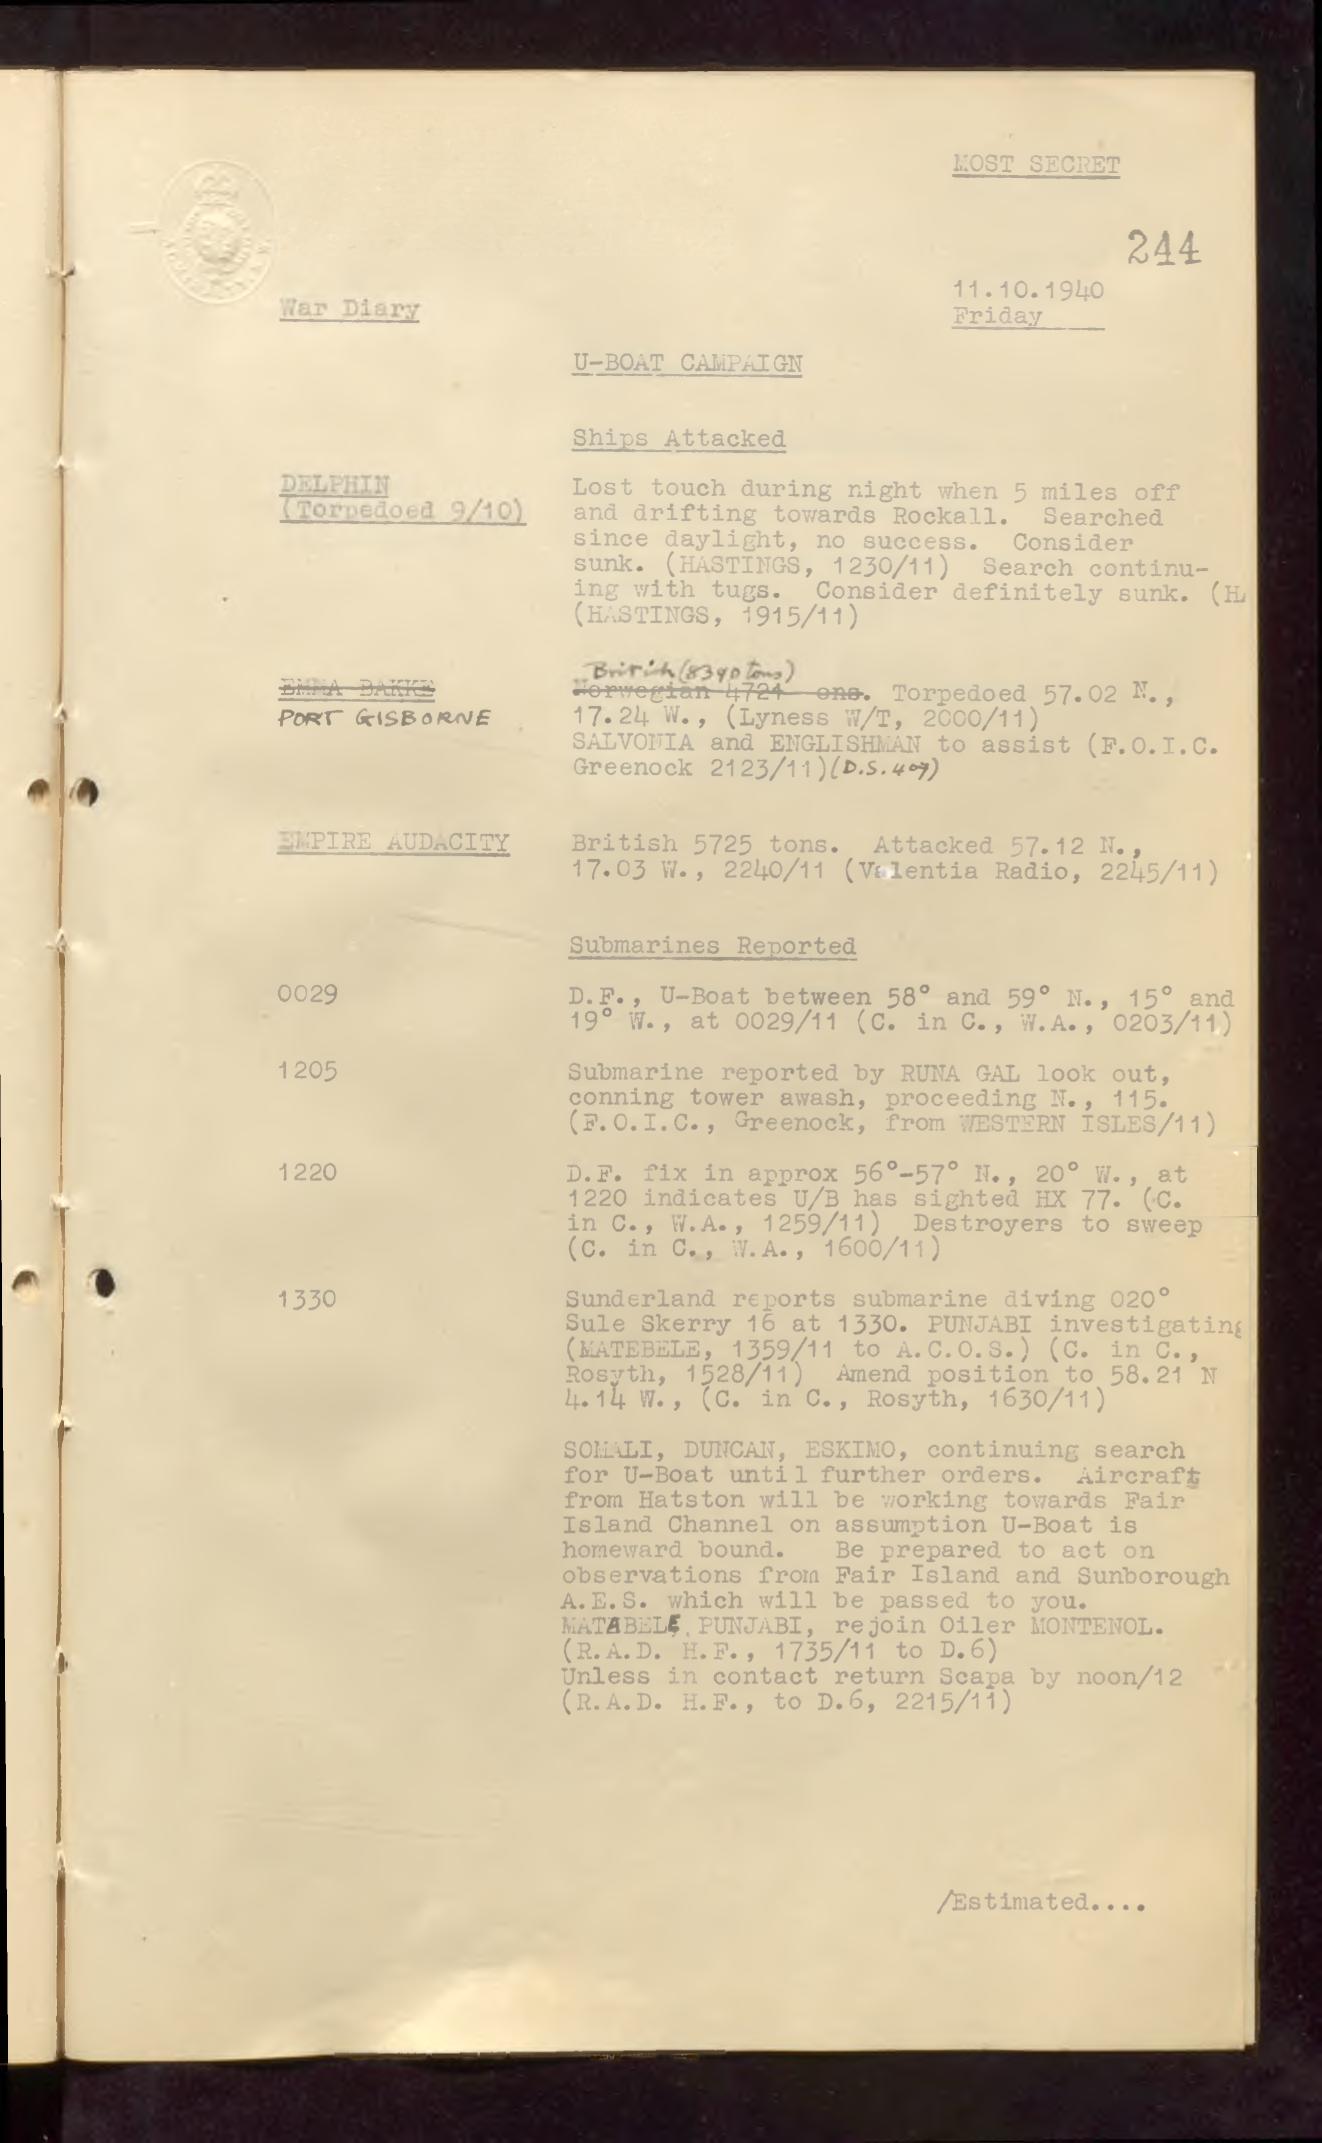 MOST SECRET
244
11.10.1940
Friday
War Diary
U-BOAT CAMPAIGN
Ships Attacked
DELPHIN
(Torpedoed 9/10)
Lost touch during night when 5 miles off
and drifting towards Rockall. Searched
since daylight, no success. Consider
sunk. (HASTINGS, 1230/11) Search continu-
ing with tugs. Consider definitely sunk. (HA
(HASTINGS, 1915/11)
EMMA BAKKE
PORT GISBORNE
British (8390 tons)
Norwegian 4721 ons. Torpedoed 57.02 N.,
17.24 W., (Lyness W/T, 2000/11)
SALVONIA and ENGLISHMAN to assist (F.O.I.C.
Greenock 2123/11)(D.S. 407)
EMPIRE AUDACITY
British 5725 tons. Attacked 57.12 N.,
17.03 W., 2240/11 (Valentia Radio, 2245/11)
Submarines Reported
0029
D.F., U-Boat between 58° and 59° N., 15° and
19° W., at 0029/11 (C. in C., W.A., 0203/11)
1205
Submarine reported by RUNA GAL look out,
conning tower awash, proceeding N., 115.
(F.O.I.C., Greenock, from WESTERN ISLES/11)
1220
D.F. fix in approx 56°-57° N., 20° W., at
1220 indicates U/B has sighted HX 77. (C.
in C., W.A., 1259/11) Destroyers to sweep
(C. in C., W.A., 1600/11)
1330
Sunderland reports submarine diving 020°
Sule Skerry 16 at 1330. PUNJABI investigating
(MATEBELE, 1359/11 to A.C.O.S.) (C. in C.,
Rosyth, 1528/11) Amend position to 58.21 N
4.14 W., (C. in C., Rosyth, 1630/11)
SOMALI, DUNCAN, ESKIMO, continuing search
for U-Boat until further orders. Aircraft
from Hatston will be working towards Fair
Island Channel on assumption U-Boat is
homeward bound. Be prepared to act on
observations from Fair Island and Sunborough
A.E.S. which will be passed to you.
MATABELE, PUNJABI, rejoin Oiler MONTENOL.
(R.A.D. H.F., 1735/11 to D.6)
Unless in contact return Scapa by noon/12
(R.A.D. H.F., to D.6, 2215/11)
/Estimated....